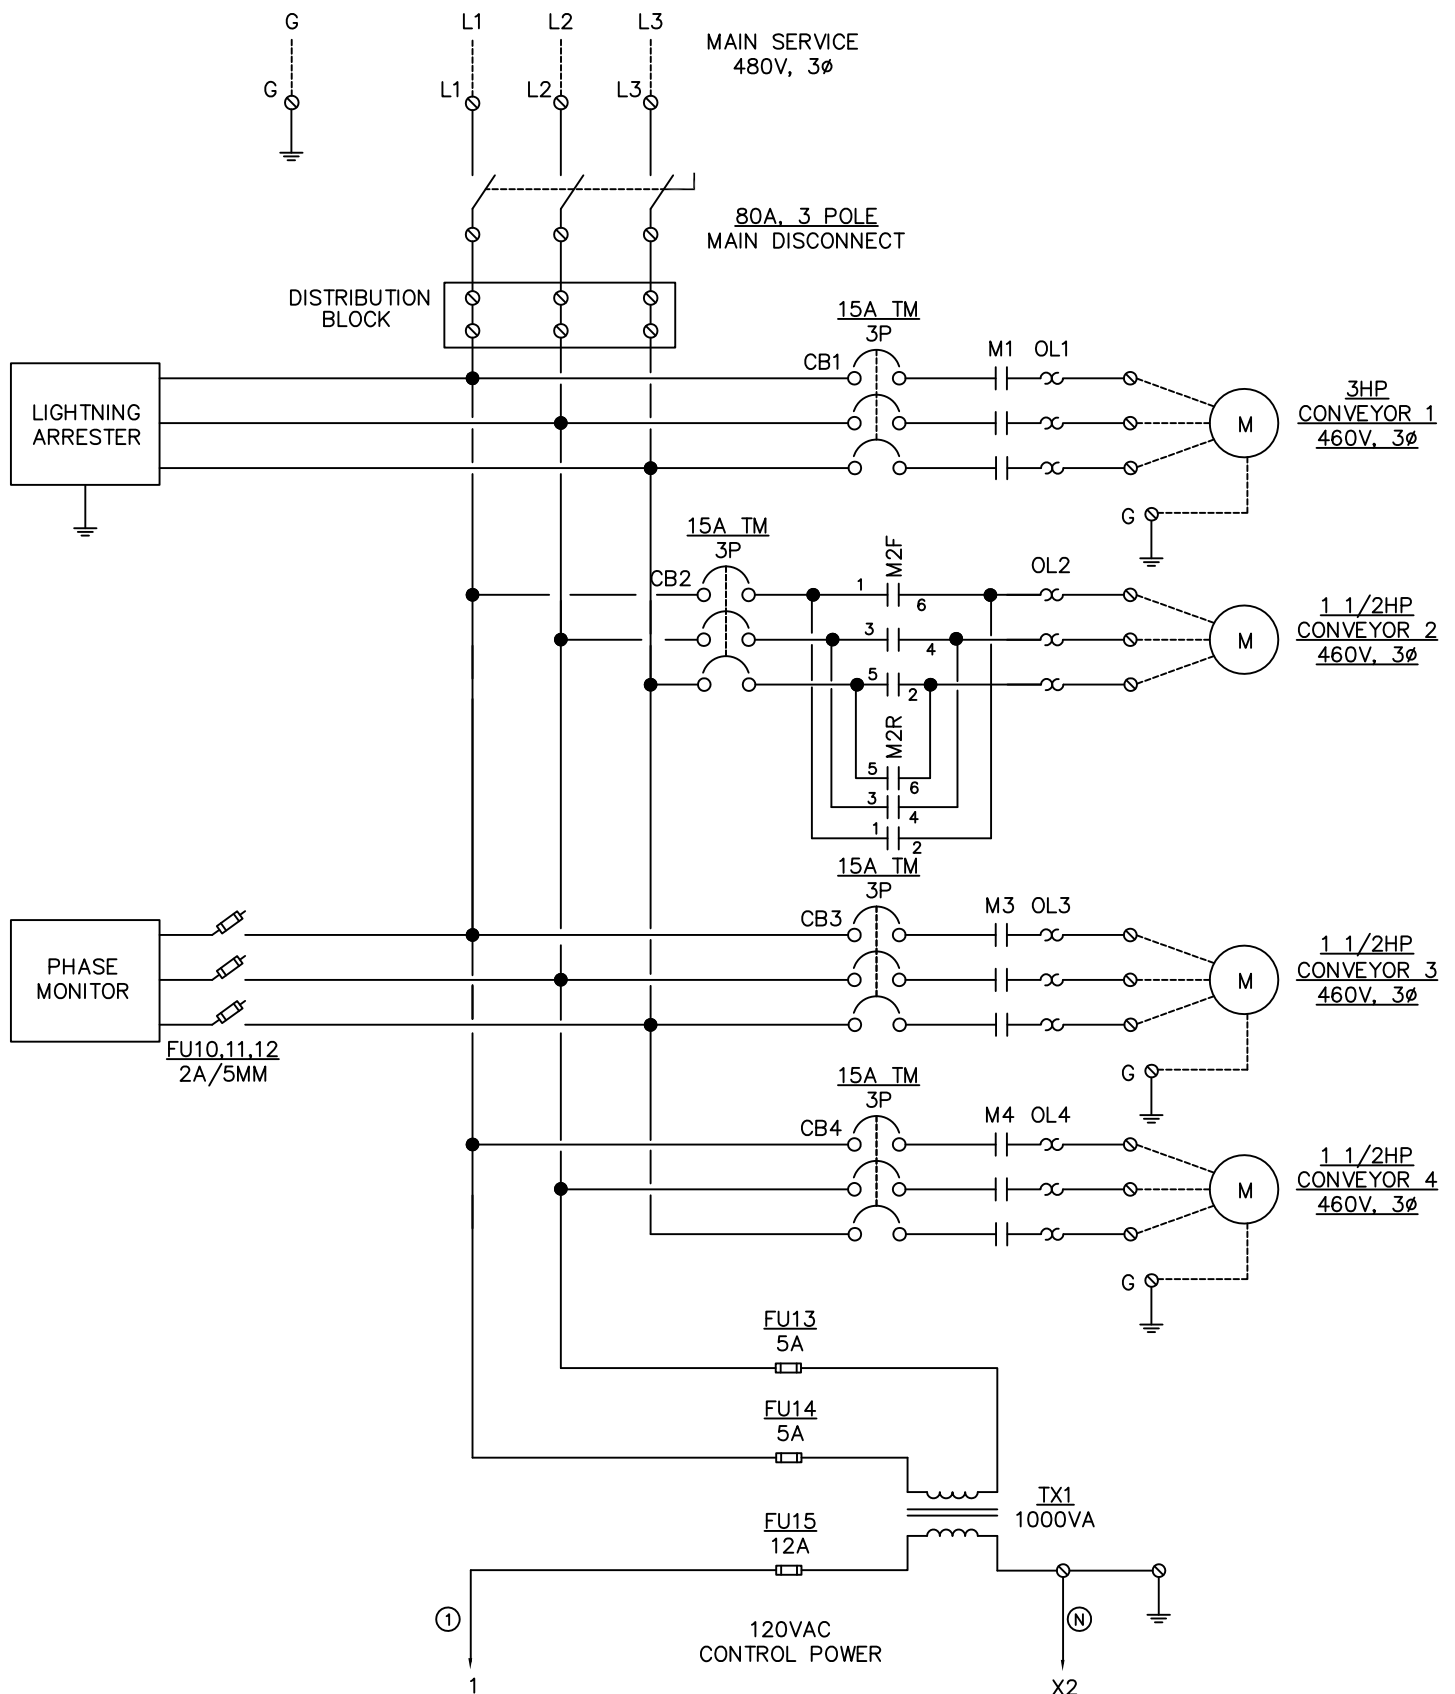 G
L1
L2
L3
MAIN SERVICE
480V, 3ø
G
L1
L2
L3
80A, 3 POLE
MAIN DISCONNECT
DISTRIBUTION
BLOCK
15A TM
3P
CB1
M1
OL1
LIGHTNING
ARRESTER
M
3HP
CONVEYOR 1
460V, 3ø
G
15A TM
3P
CB2
M2F
1
6
3
4
5
2
OL2
M
1 1/2HP
CONVEYOR 2
460V, 3ø
M2R
5
6
3
4
1
2
15A TM
3P
CB3
M3
OL3
PHASE
MONITOR
FU10,11,12
2A/5MM
M
1 1/2HP
CONVEYOR 3
460V, 3ø
G
15A TM
3P
CB4
M4
OL4
M
1 1/2HP
CONVEYOR 4
460V, 3ø
G
FU13
5A
FU14
5A
TX1
1000VA
FU15
12A
1
N
120VAC
CONTROL POWER
1
X2